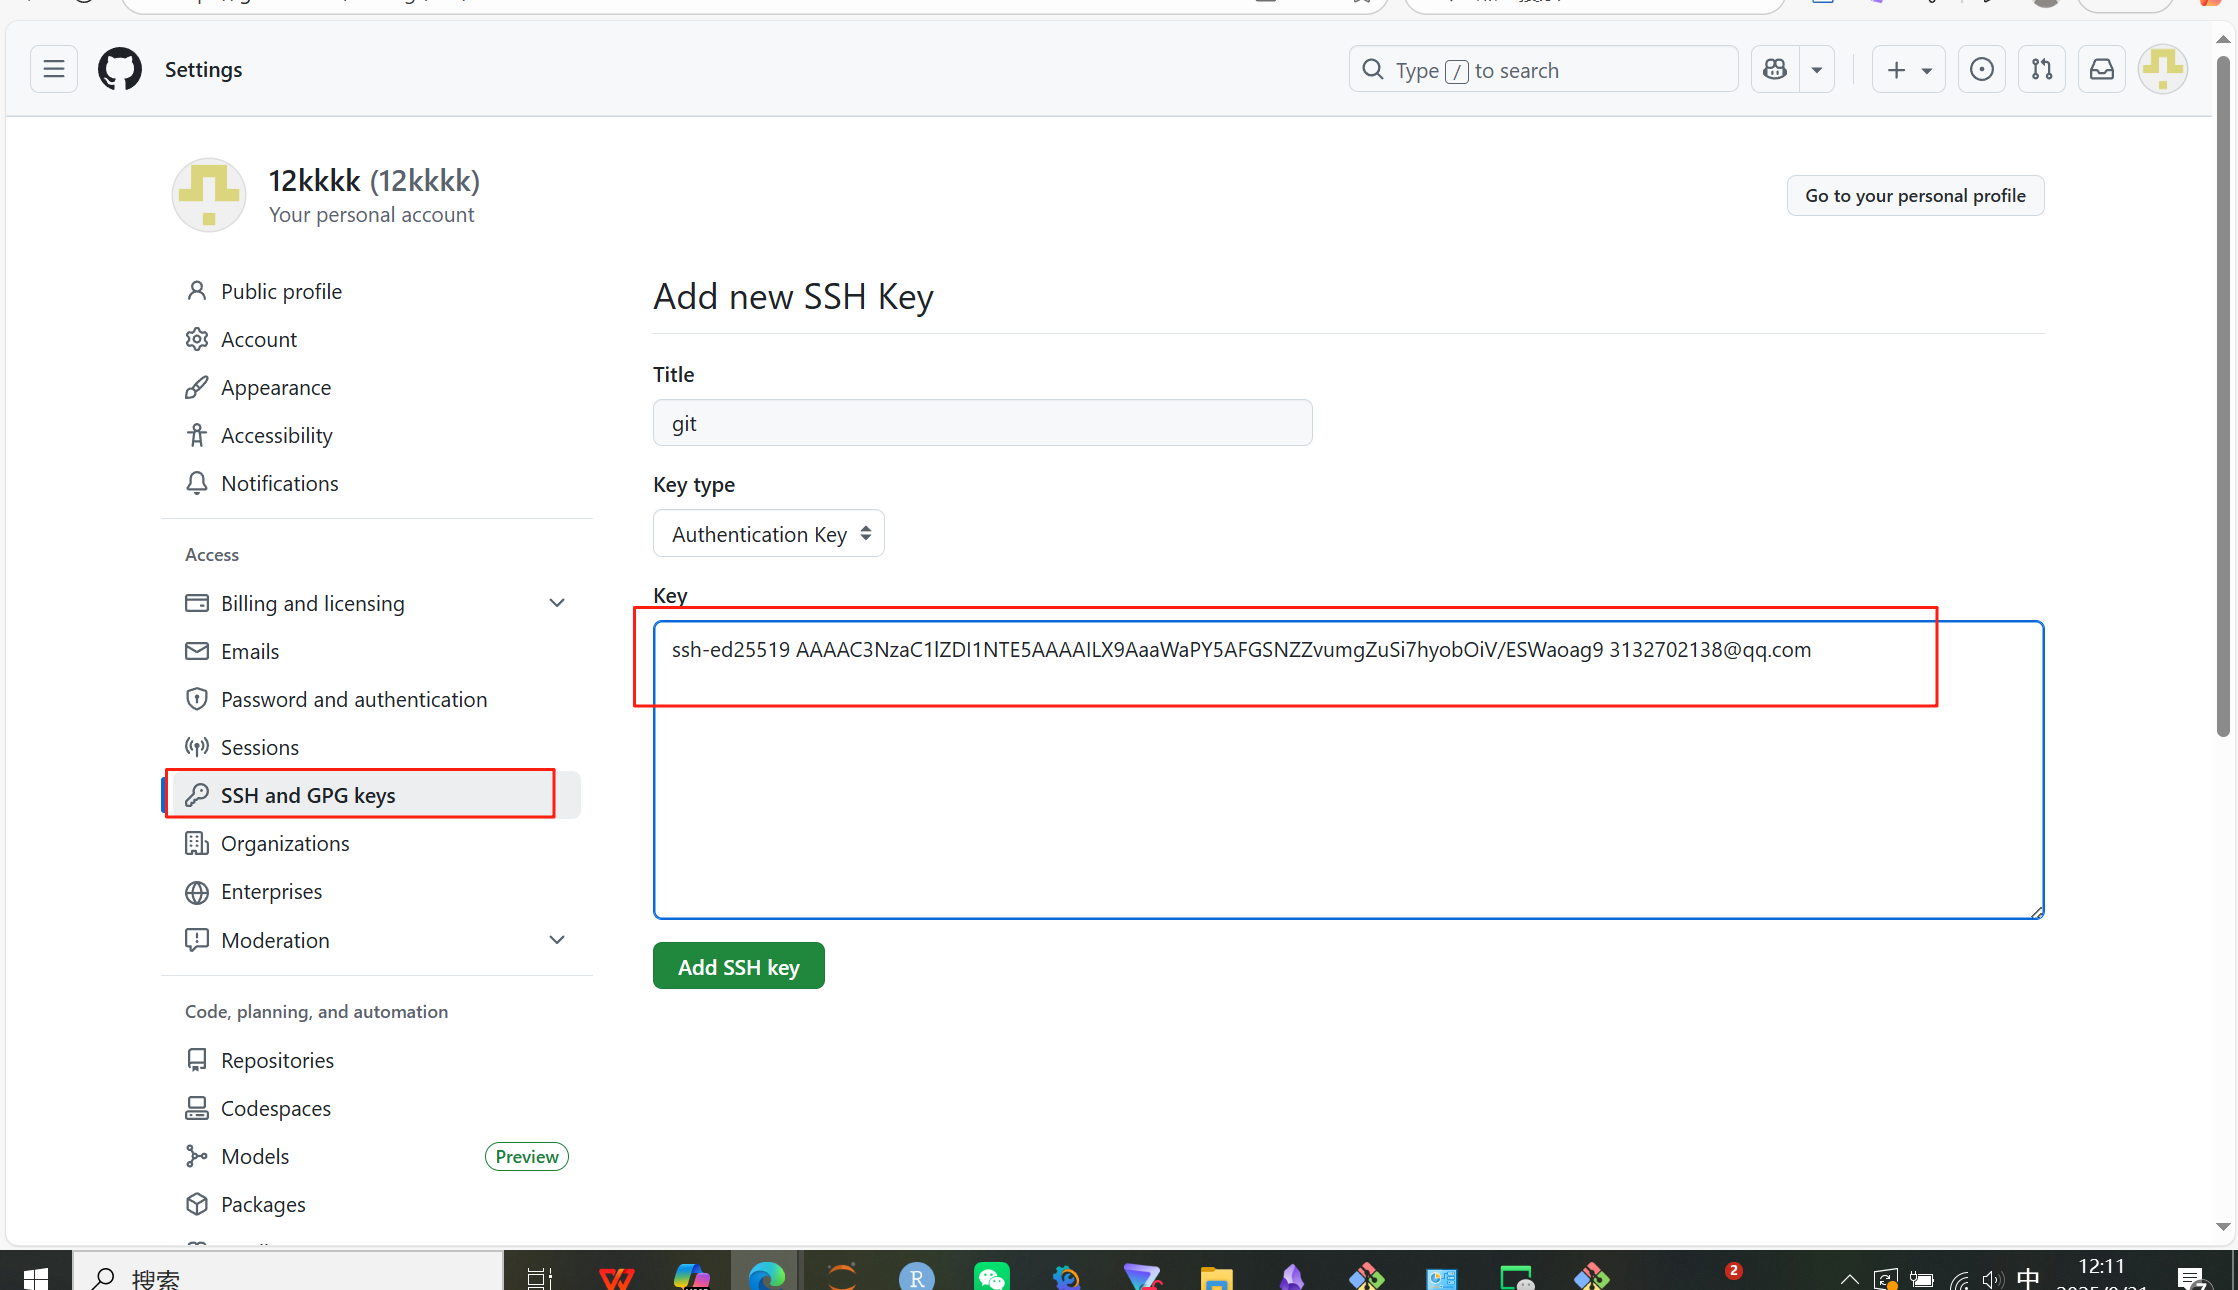 Settings
Type / to search
12kkkk (12kkkk)
Your personal account
Go to your personal profile
Public profile
Account
Appearance
Accessibility
Notifications
Access
Billing and licensing
Emails
Password and authentication
Sessions
SSH and GPG keys
Organizations
Enterprises
Moderation
Code, planning, and automation
Repositories
Codespaces
Models
Preview
Packages
Add new SSH Key
Title
git
Key type
Authentication Key
Key
ssh-ed25519 AAAAC3NzaC1lZDI1NTE5AAAAILX9AaaWaPY5AFGSNZZvumgZuSi7hyobOiV/ESWaoag9 3132702138@qq.com
Add SSH key
搜索
R
2
中
12:11
7